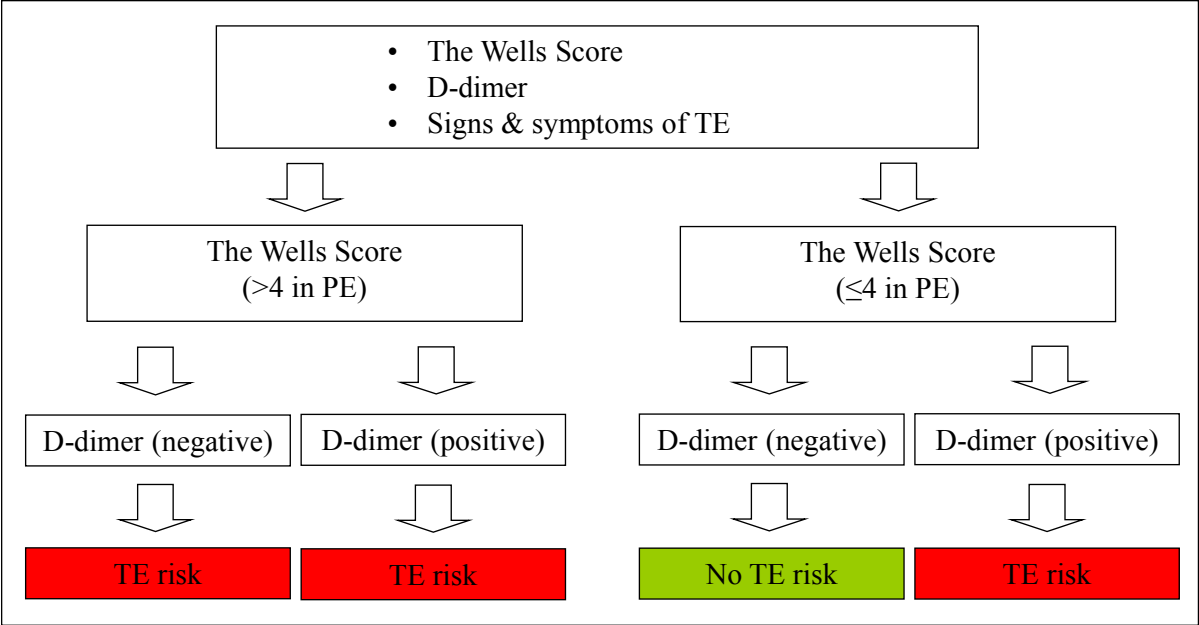 • The Wells Score
• D-dimer
• Signs & symptoms of TE
The Wells Score
(>4 in PE)
The Wells Score
(≤4 in PE)
D-dimer (negative)
D-dimer (positive)
D-dimer (negative)
D-dimer (positive)
TE risk
TE risk
No TE risk
TE risk